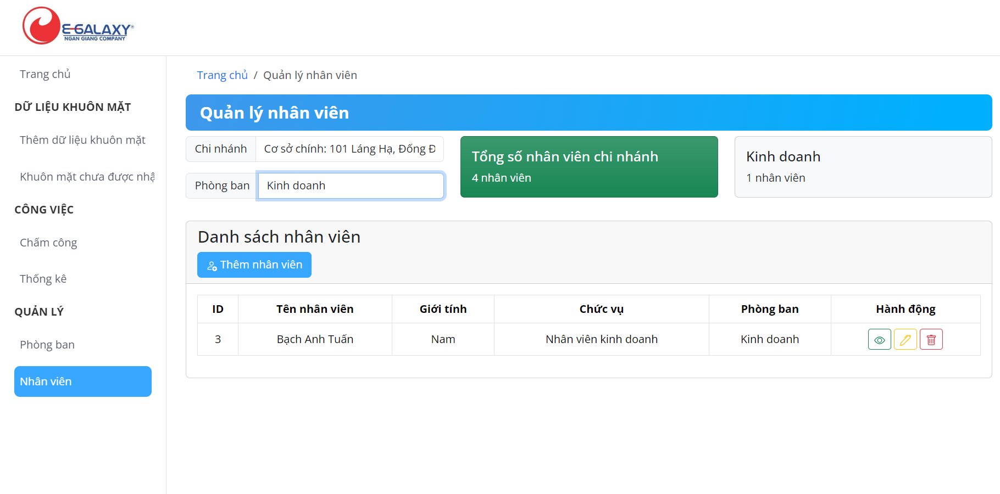 E-GALAXY®
NGAN GIANG COMPANY
Trang chủ
DỮ LIỆU KHUÔN MẶT
Thêm dữ liệu khuôn mặt
Khuôn mặt chưa được nhậ
CÔNG VIỆC
Chấm công
Thống kê
QUẢN LÝ
Phòng ban
Nhân viên
Trang chủ / Quản lý nhân viên
Quản lý nhân viên
Chi nhánh Cơ sở chính: 101 Láng Hạ, Đống Đ
Phòng ban Kinh doanh
Tổng số nhân viên chi nhánh
4 nhân viên
Kinh doanh
1 nhân viên
Danh sách nhân viên
Thêm nhân viên
ID Tên nhân viên Giới tính Chức vụ Phòng ban Hành động
3 Bạch Anh Tuấn Nam Nhân viên kinh doanh Kinh doanh